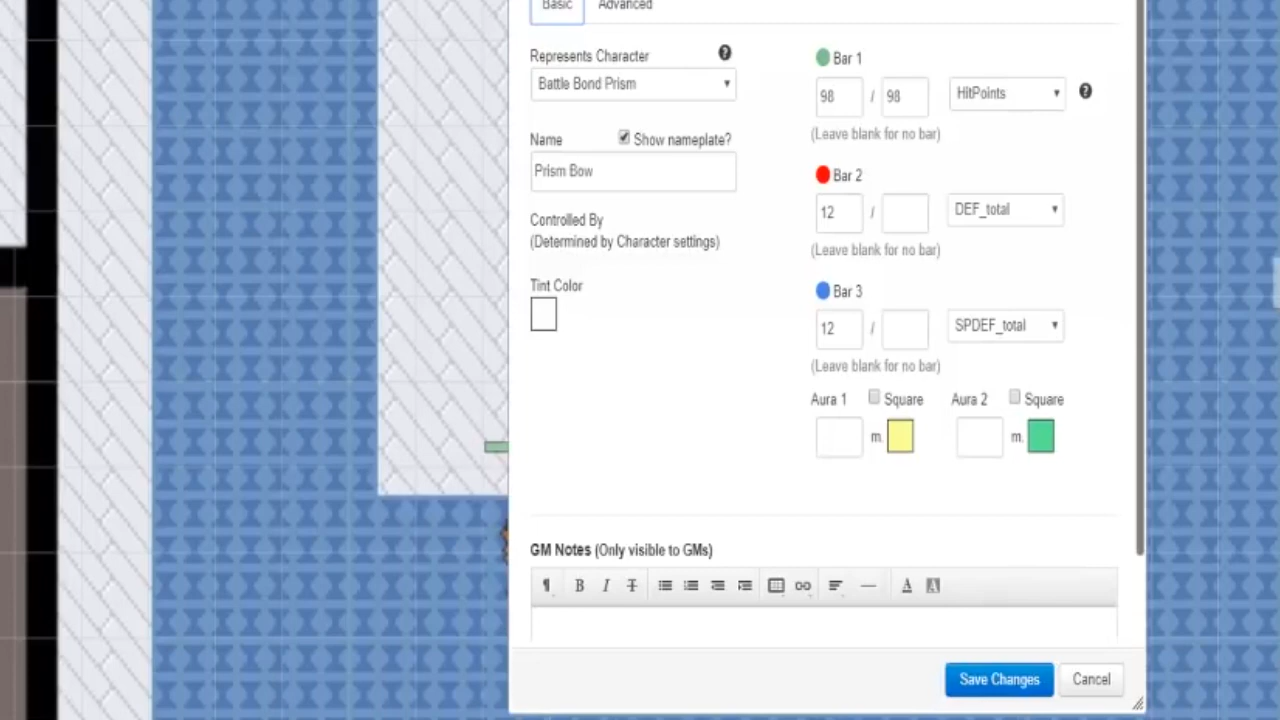 Basic Advanced
Represents Character
Battle Bond Prism
Name Show nameplate?
Prism Bow
Controlled By
(Determined by Character settings)
Tint Color
Bar 1
98 / 98 HitPoints
(Leave blank for no bar)
Bar 2
12 / DEF_total
(Leave blank for no bar)
Bar 3
12 / SPDEF_total
(Leave blank for no bar)
Aura 1 Square Aura 2 Square
m. m.
GM Notes (Only visible to GMs)
¶ B I T A A
Save Changes Cancel